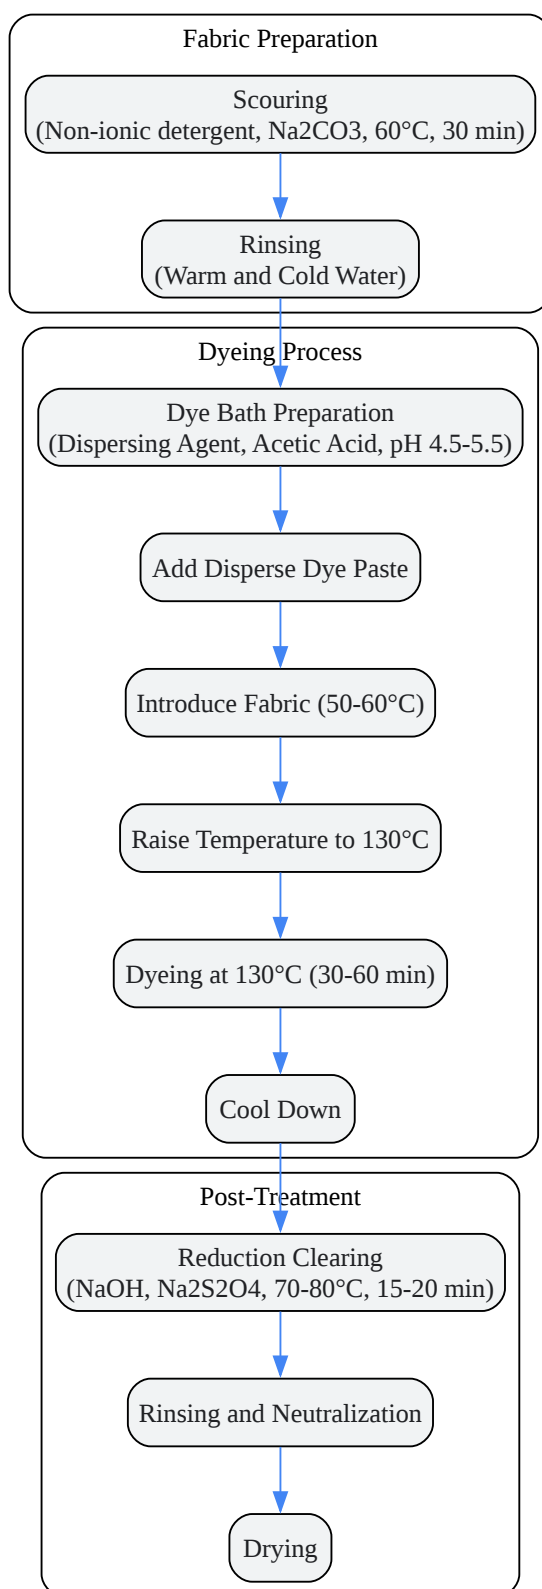 Fabric Preparation
Scouring
(Non-ionic detergent, Na2CO3, 60°C, 30 min)
Rinsing
(Warm and Cold Water)
Dyeing Process
Dye Bath Preparation
(Dispersing Agent, Acetic Acid, pH 4.5-5.5)
Add Disperse Dye Paste
Introduce Fabric (50-60°C)
Raise Temperature to 130°C
Dyeing at 130°C (30-60 min)
Cool Down
Post-Treatment
Reduction Clearing
(NaOH, Na2S2O4, 70-80°C, 15-20 min)
Rinsing and Neutralization
Drying